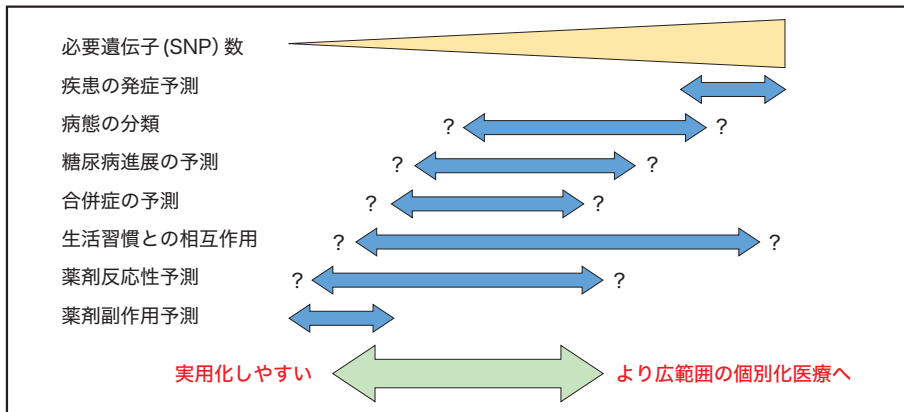 必要遺伝子(SNP)数
疾患の発症予測
病態の分類 ? ?
糖尿病進展の予測 ? ?
合併症の予測 ? ?
生活習慣との相互作用 ? ?
薬剤反応性予測 ? ?
薬剤副作用予測
実用化しやすい より広範囲の個別化医療へ